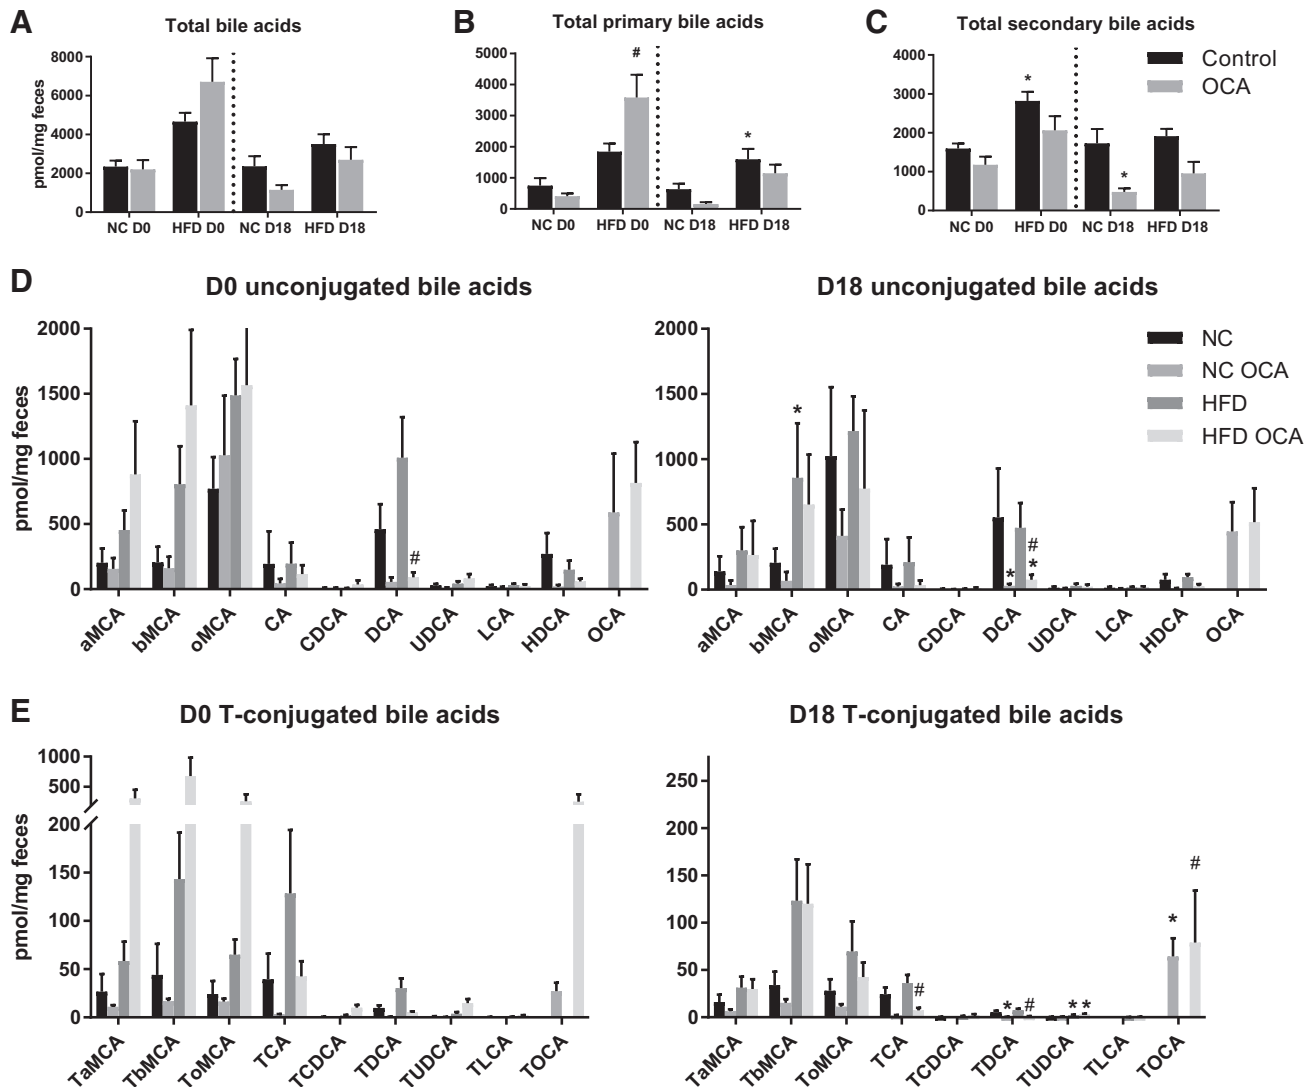 A
Total bile acids
pmol/mg feces
8000
6000
4000
2000
0
NC D0 HFD D0 NC D18 HFD D18
B
Total primary bile acids
#
*
5000
4000
3000
2000
1000
0
NC D0 HFD D0 NC D18 HFD D18
C
Total secondary bile acids
*
*
4000
3000
2000
1000
0
NC D0 HFD D0 NC D18 HFD D18
Control
OCA
D
D0 unconjugated bile acids
pmol/mg feces
2000
1500
1000
500
0
#
aMCA bMCA oMCA CA CDCA DCA UDCA LCA HDCA OCA
D18 unconjugated bile acids
2000
1500
1000
500
0
*
#
* *
aMCA bMCA oMCA CA CDCA DCA UDCA LCA HDCA OCA
NC
NC OCA
HFD
HFD OCA
E
D0 T-conjugated bile acids
pmol/mg feces
1000
500
200
150
100
50
0
TaMCA TbMCA ToMCA TCA TCDCA TDCA TUDCA TLCA TOCA
D18 T-conjugated bile acids
250
200
150
100
50
0
#
*
# * # * *
TaMCA TbMCA ToMCA TCA TCDCA TDCA TUDCA TLCA TOCA